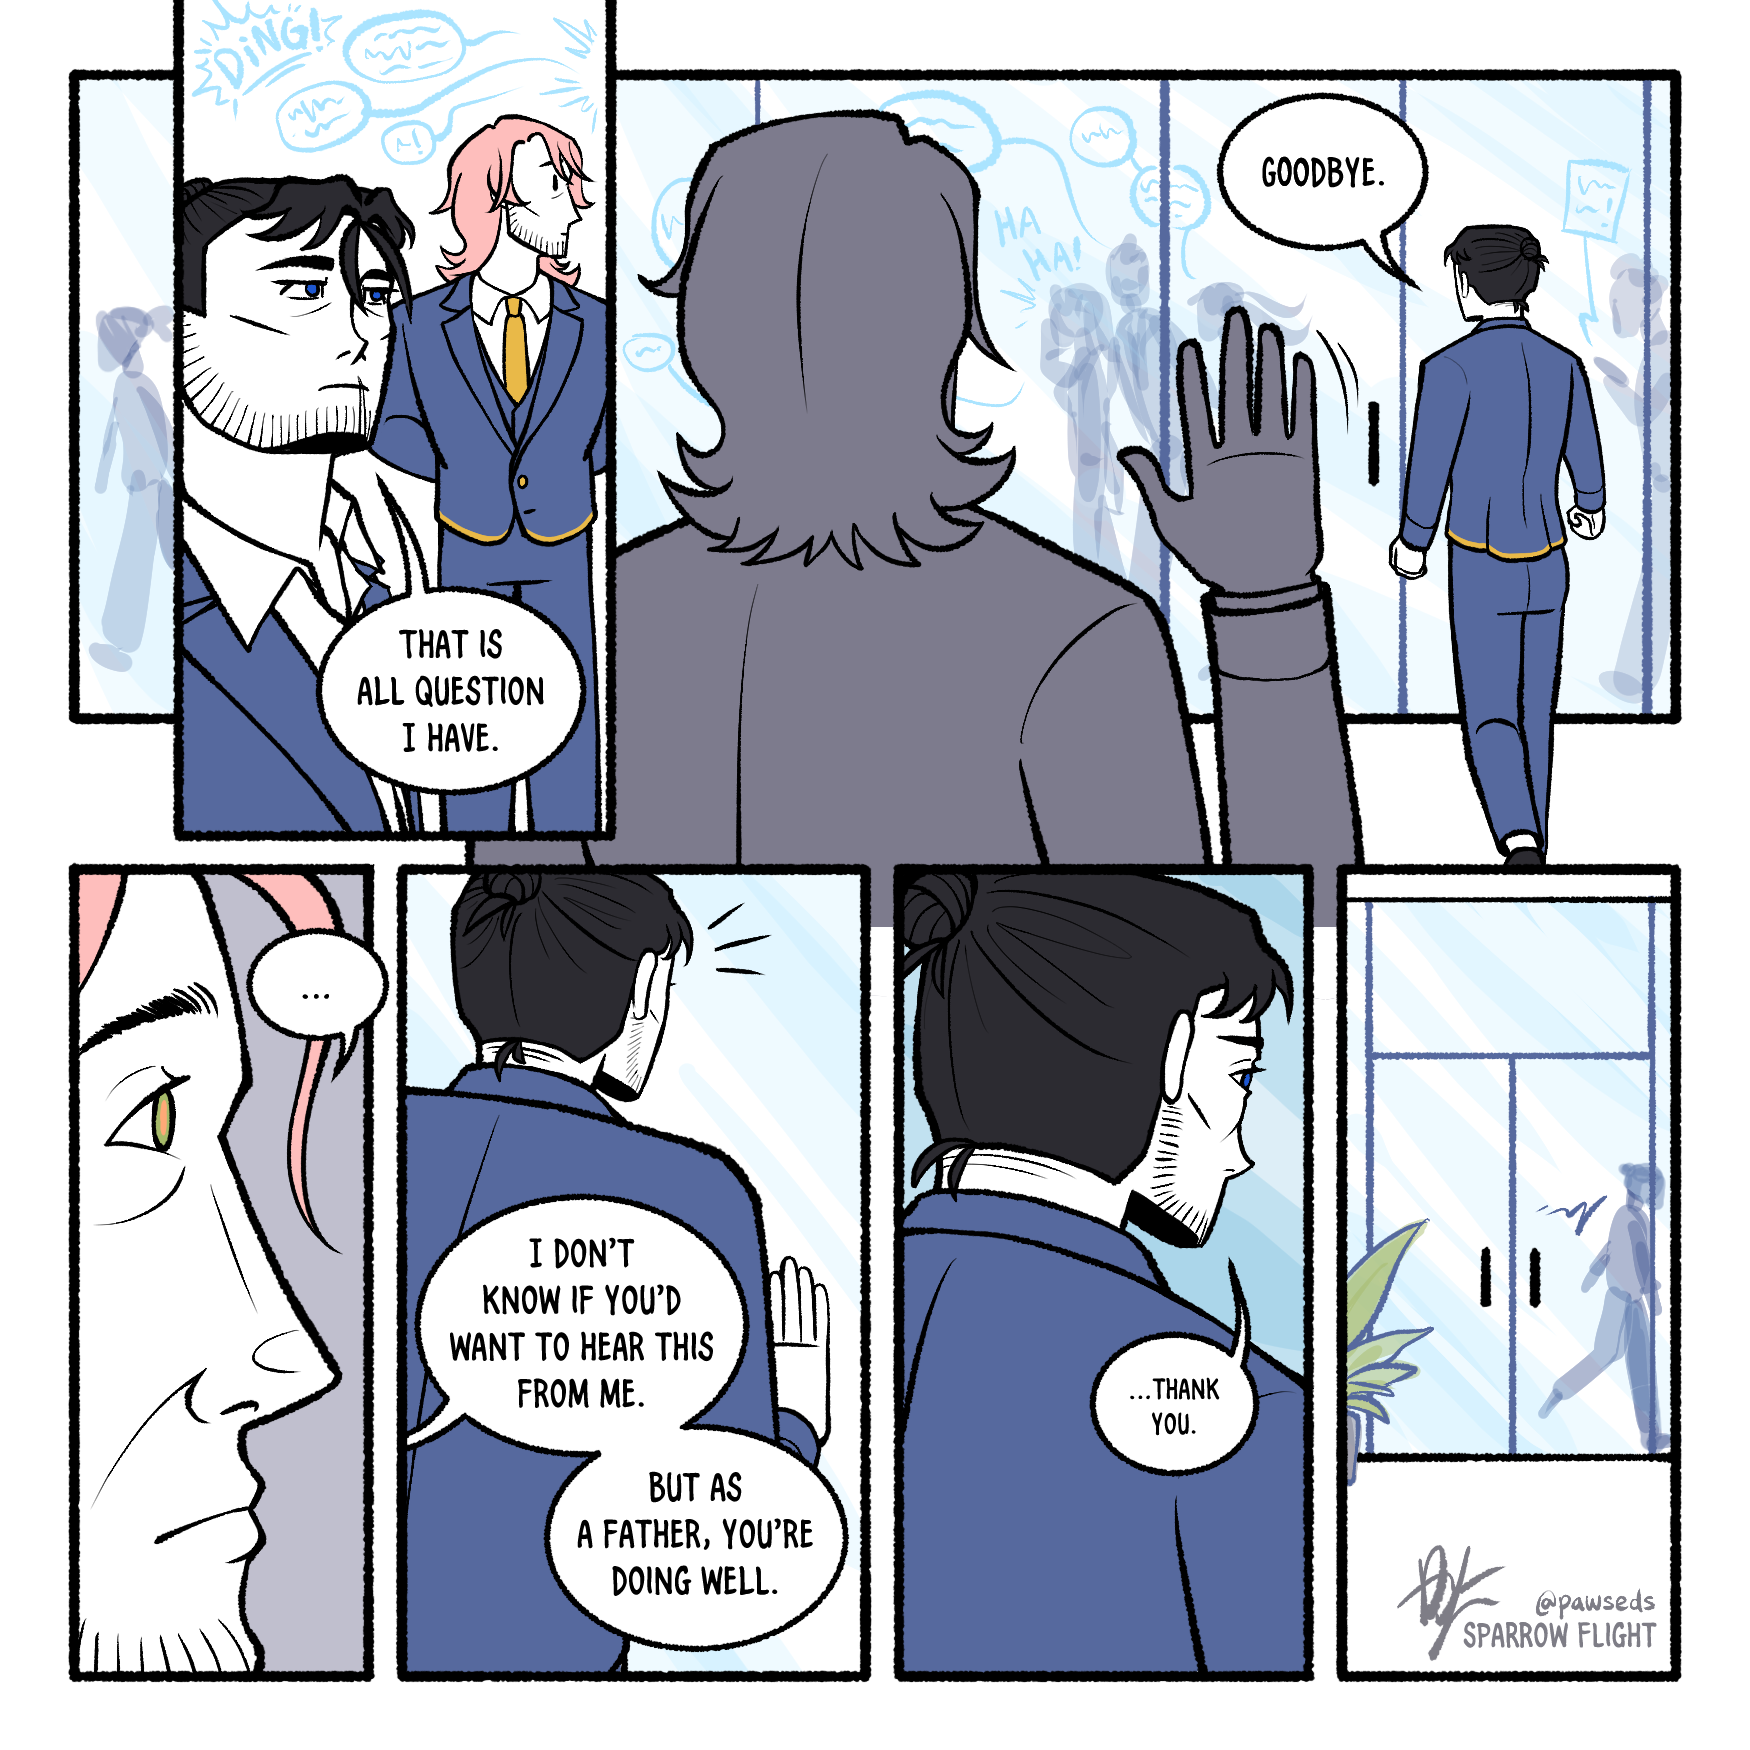 DING!
THAT IS
ALL QUESTION
I HAVE.
HA
HA!
GOODBYE.
...
I DON'T
KNOW IF YOU'D
WANT TO HEAR THIS
FROM ME.
BUT AS
A FATHER, YOU'RE
DOING WELL.
...THANK
YOU.
@pawseds
SPARROW FLIGHT